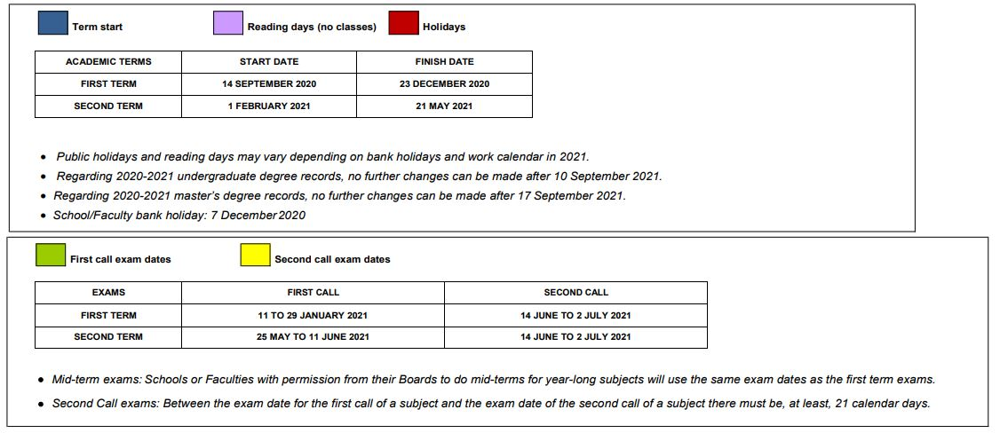 Term start Reading days (no classes) Holidays
ACADEMIC TERMS START DATE FINISH DATE
FIRST TERM 14 SEPTEMBER 2020 23 DECEMBER 2020
SECOND TERM 1 FEBRUARY 2021 21 MAY 2021
• Public holidays and reading days may vary depending on bank holidays and work calendar in 2021.
• Regarding 2020-2021 undergraduate degree records, no further changes can be made after 10 September 2021.
• Regarding 2020-2021 master's degree records, no further changes can be made after 17 September 2021.
• School/Faculty bank holiday: 7 December 2020
First call exam dates Second call exam dates
EXAMS FIRST CALL SECOND CALL
FIRST TERM 11 TO 29 JANUARY 2021 14 JUNE TO 2 JULY 2021
SECOND TERM 25 MAY TO 11 JUNE 2021 14 JUNE TO 2 JULY 2021
• Mid-term exams: Schools or Faculties with permission from their Boards to do mid-terms for year-long subjects will use the same exam dates as the first term exams.
• Second Call exams: Between the exam date for the first call of a subject and the exam date of the second call of a subject there must be, at least, 21 calendar days.